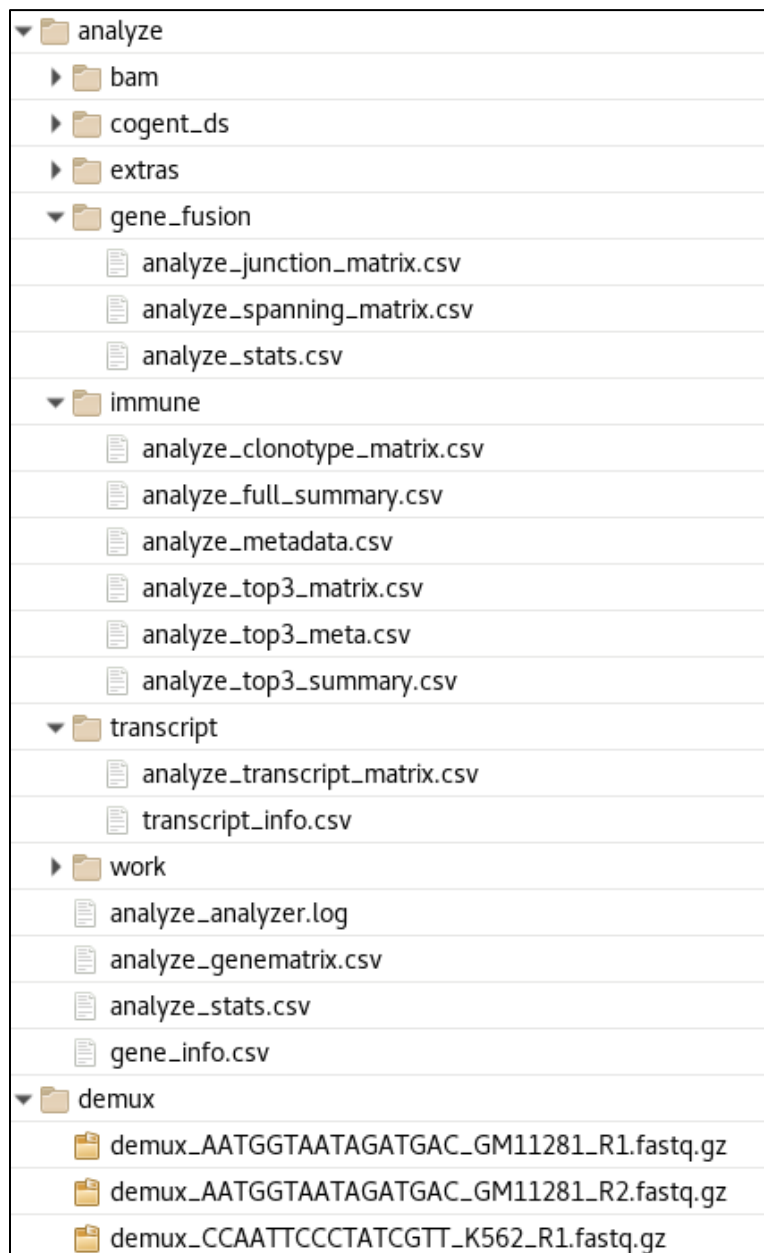 analyze
bam
cogent_ds
extras
gene_fusion
analyze_junction_matrix.csv
analyze_spanning_matrix.csv
analyze_stats.csv
immune
analyze_clonotype_matrix.csv
analyze_full_summary.csv
analyze_metadata.csv
analyze_top3_matrix.csv
analyze_top3_meta.csv
analyze_top3_summary.csv
transcript
analyze_transcript_matrix.csv
transcript_info.csv
work
analyze_analyzer.log
analyze_genematrix.csv
analyze_stats.csv
gene_info.csv
demux
demux_AATGGTAATAGATGAC_GM11281_R1.fastq.gz
demux_AATGGTAATAGATGAC_GM11281_R2.fastq.gz
demux_CCAATTCCCTATCGTT_K562_R1.fastq.gz